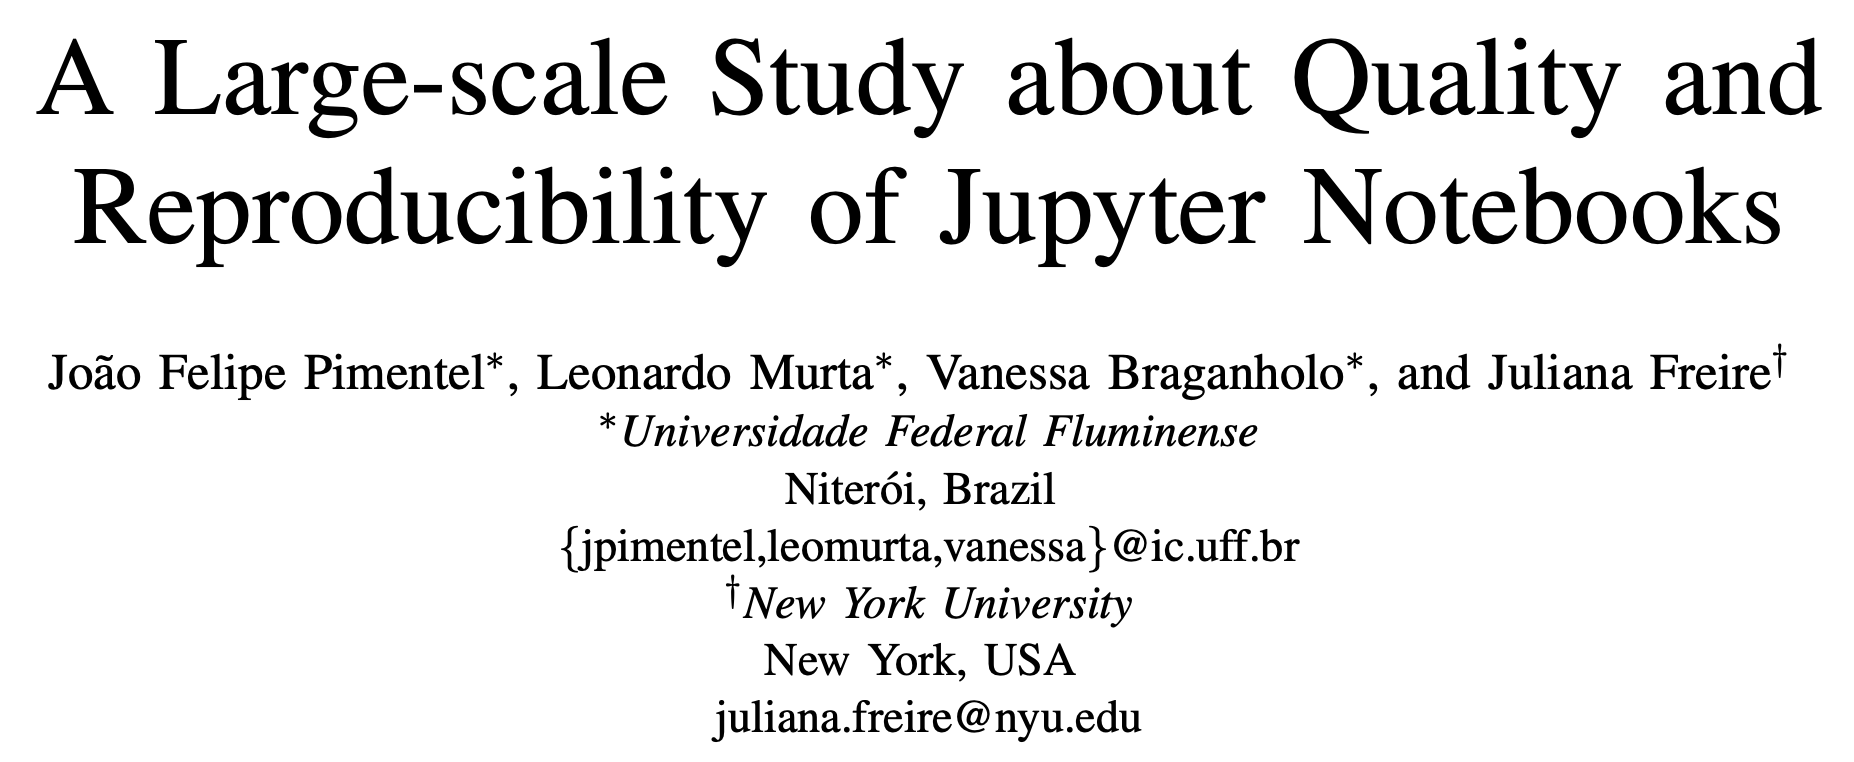 A Large-scale Study about Quality and
Reproducibility of Jupyter Notebooks
João Felipe Pimentel*, Leonardo Murta*, Vanessa Braganholo*, and Juliana Freire†
*Universidade Federal Fluminense
Niterói, Brazil
{jpimentel,leomurta,vanessa}@ic.uff.br
†New York University
New York, USA
juliana.freire@nyu.edu